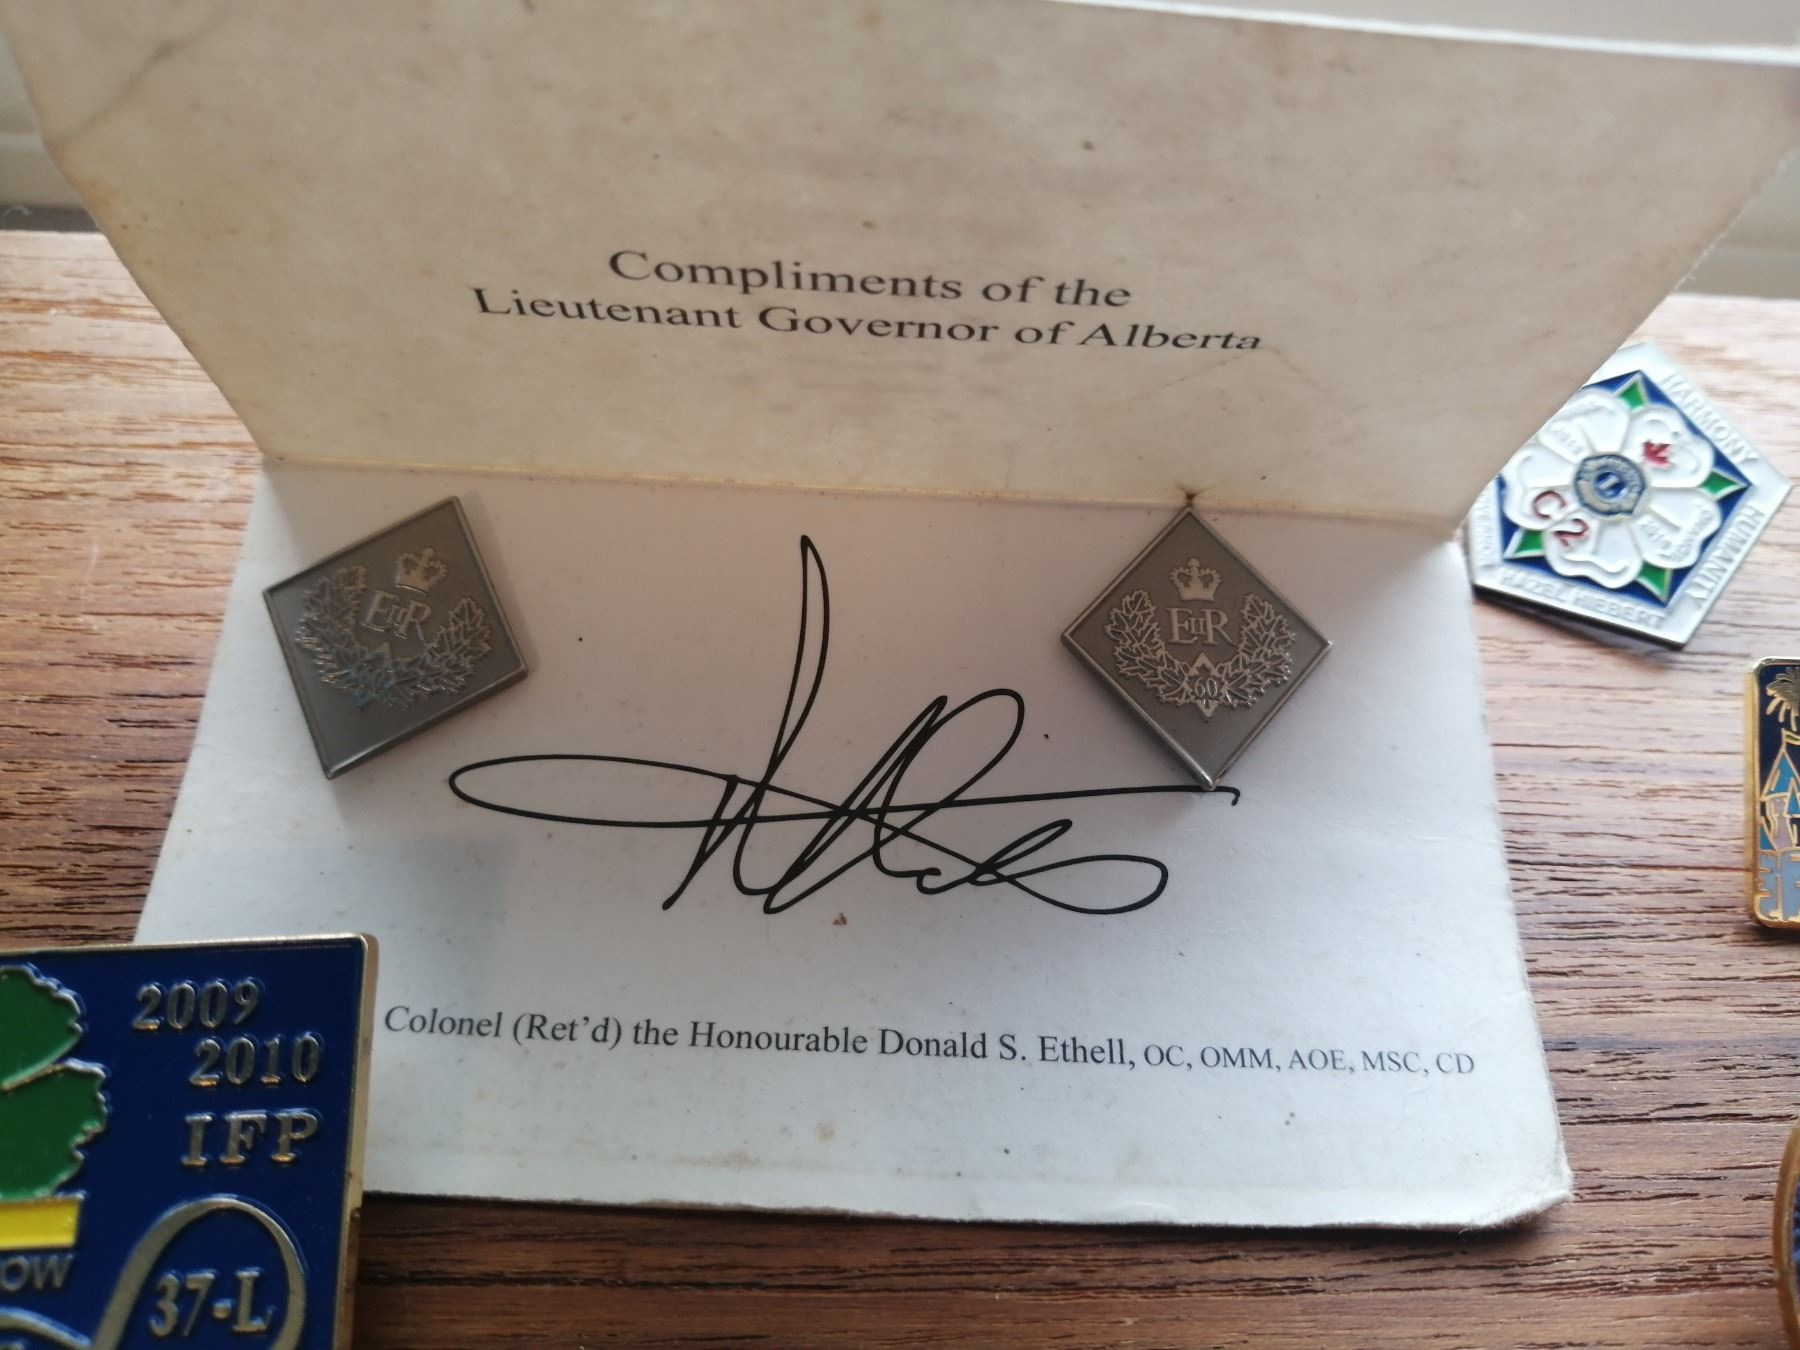 Compliments of the
Lieutenant Governor of Alberta
EIIR
EIIR
60
Colonel (Ret'd) the Honourable Donald S. Ethell, OC, OMM, AOE, MSC, CD
HARMONY
HUMANITY
HAZEL HIEBERT
C2
2009
2010
IFP
OW
37-L